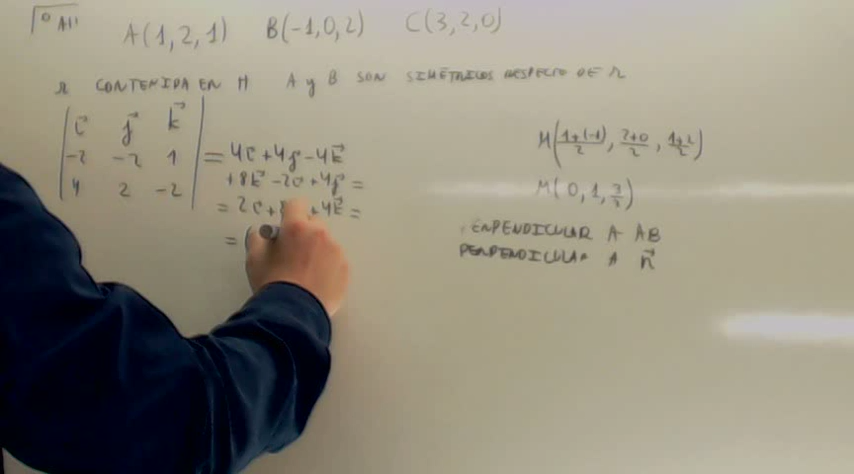 A(1,2,1) B(-1,0,2) C(3,2,0)
r CONTENIDA EN Π A y B SON SIMÉTRICOS RESPECTO DE r
i⃗ j⃗ k⃗
-2 -2 1
4 2 -2
= 4i⃗ + 4j⃗ - 4k⃗
+ 8k⃗ - 2i⃗ + 4j⃗ =
= 2i⃗ + + 4k⃗ =
= (
M(1+(-1)/2, 2+0/2, 1+2/2)
M(0,1,3/2)
PERPENDICULAR A AB
PERPENDICULAR A n⃗